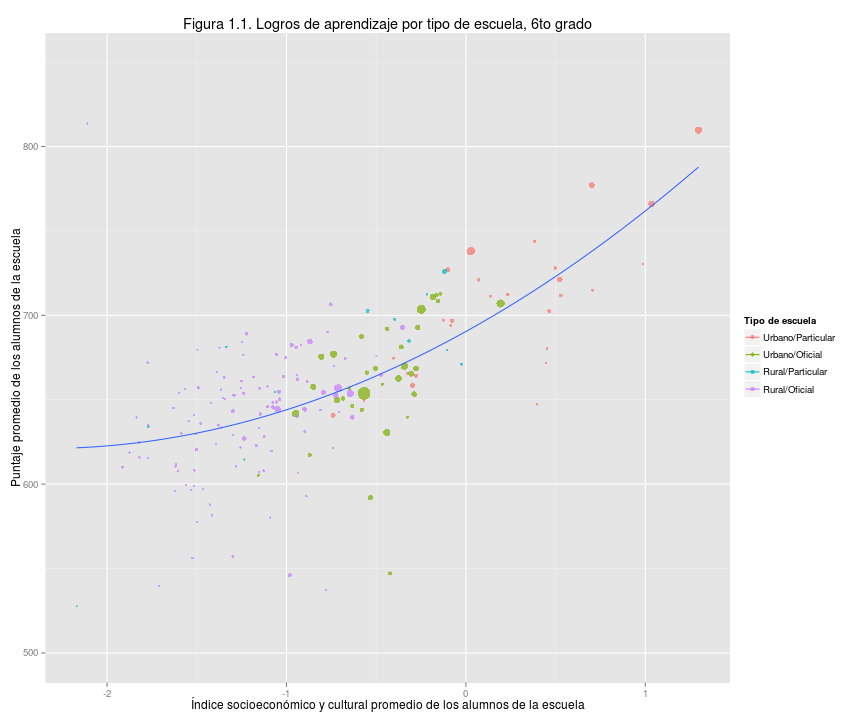 Figura 1.1. Logros de aprendizaje por tipo de escuela, 6to grado
Puntaje promedio de los alumnos de la escuela
800
700
600
500
-2
-1
0
1
Índice socioeconómico y cultural promedio de los alumnos de la escuela
Tipo de escuela
Urbano/Particular
Urbano/Oficial
Rural/Particular
Rural/Oficial